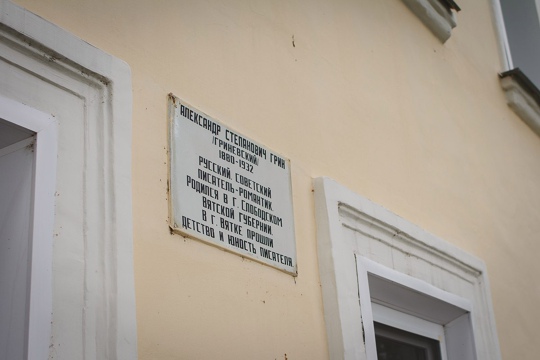 АЛЕКСАНДР СТЕПАНОВИЧ ГРИН
/ГРИНЕВСКИЙ/
1880-1932
РУССКИЙ СОВЕТСКИЙ
ПИСАТЕЛЬ-РОМАНТИК
РОДИЛСЯ В Г. СЛОБОДСКОМ
ВЯТСКОЙ ГУБЕРНИИ.
В Г. ВЯТКЕ ПРОШЛИ
ДЕТСТВО И ЮНОСТЬ ПИСАТЕЛЯ